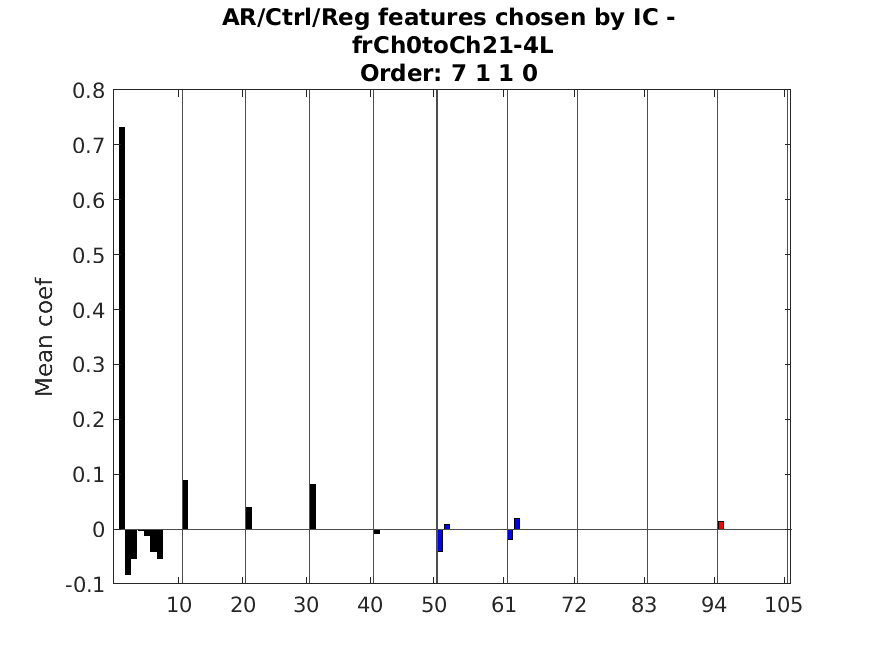 AR/Ctrl/Reg features chosen by IC -
frCh0toCh21-4L
Order: 7 1 1 0
0.8
0.7
0.6
0.5
0.4
0.3
0.2
0.1
0
-0.1
Mean coef
10 20 30 40 50 61 72 83 94 105